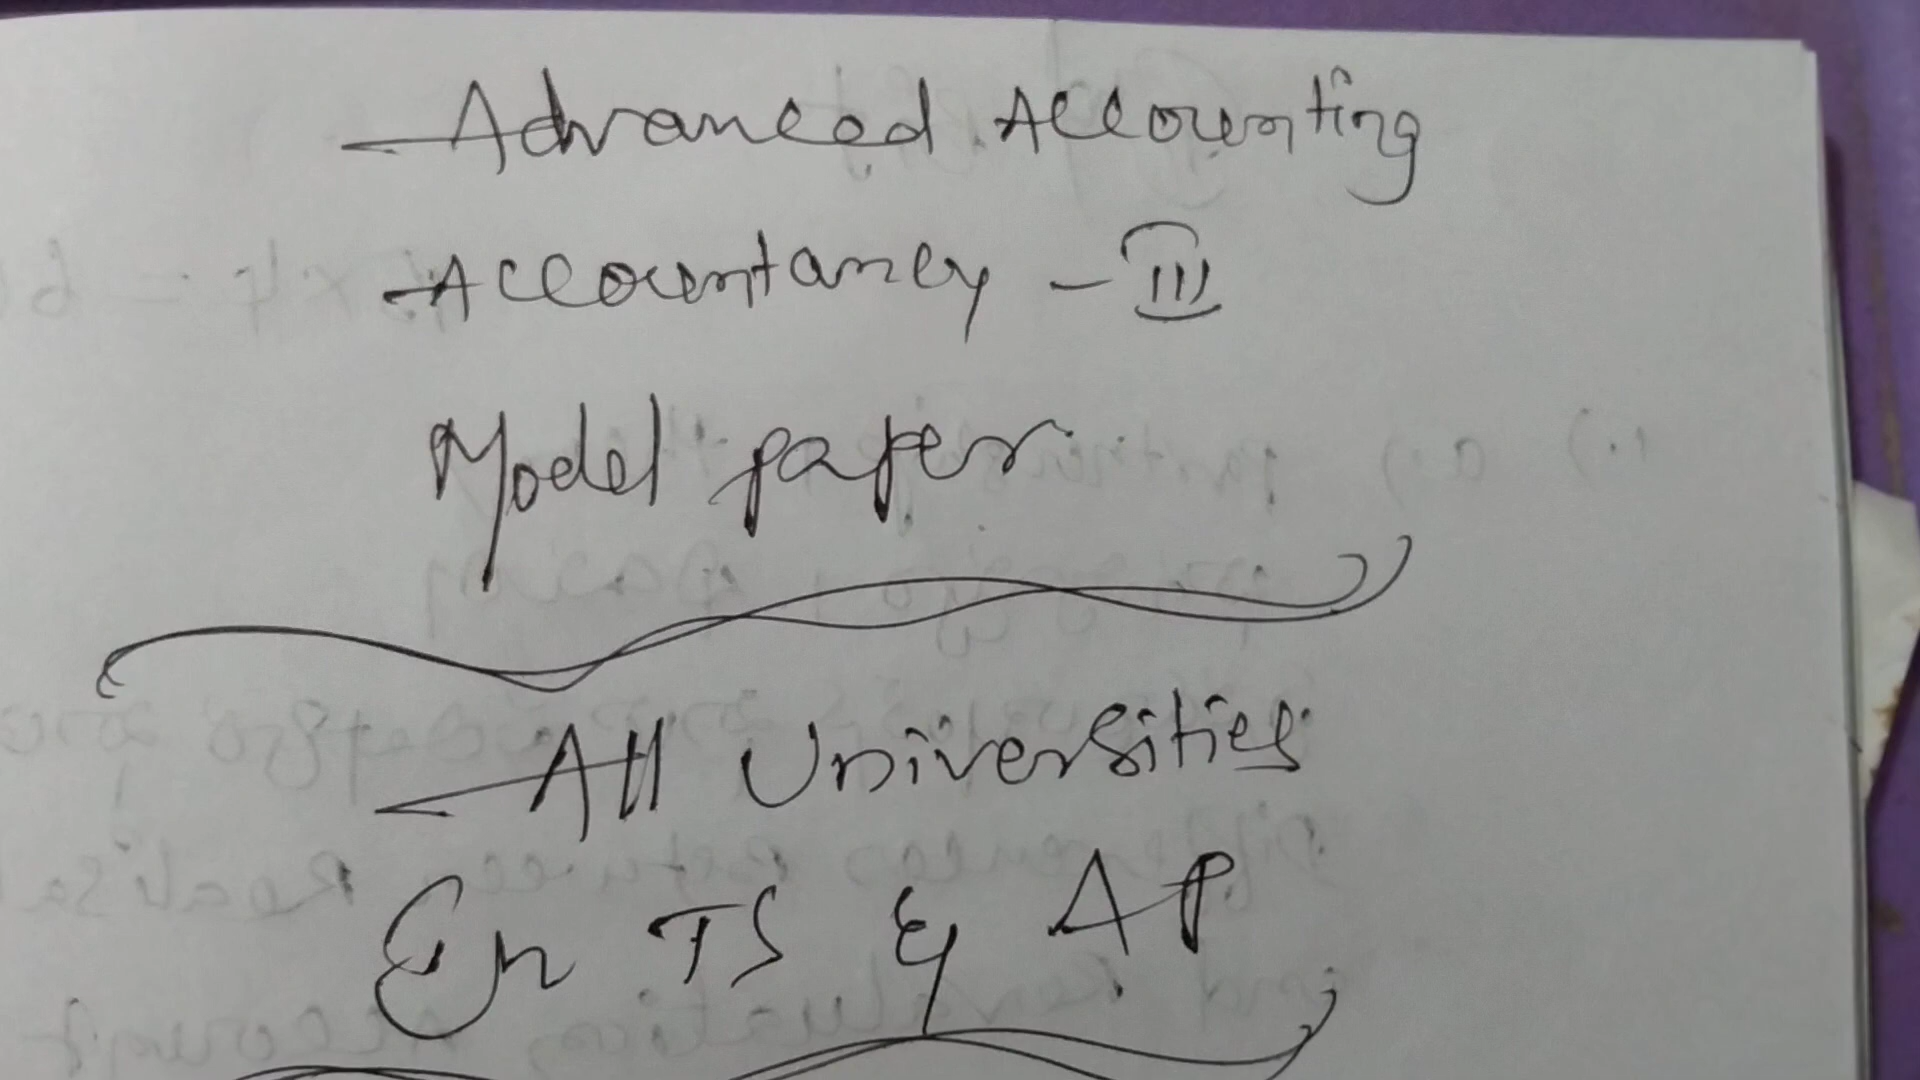 Advanced Accounting
Accountancy - III
Model paper
All Universities
In TS & AP